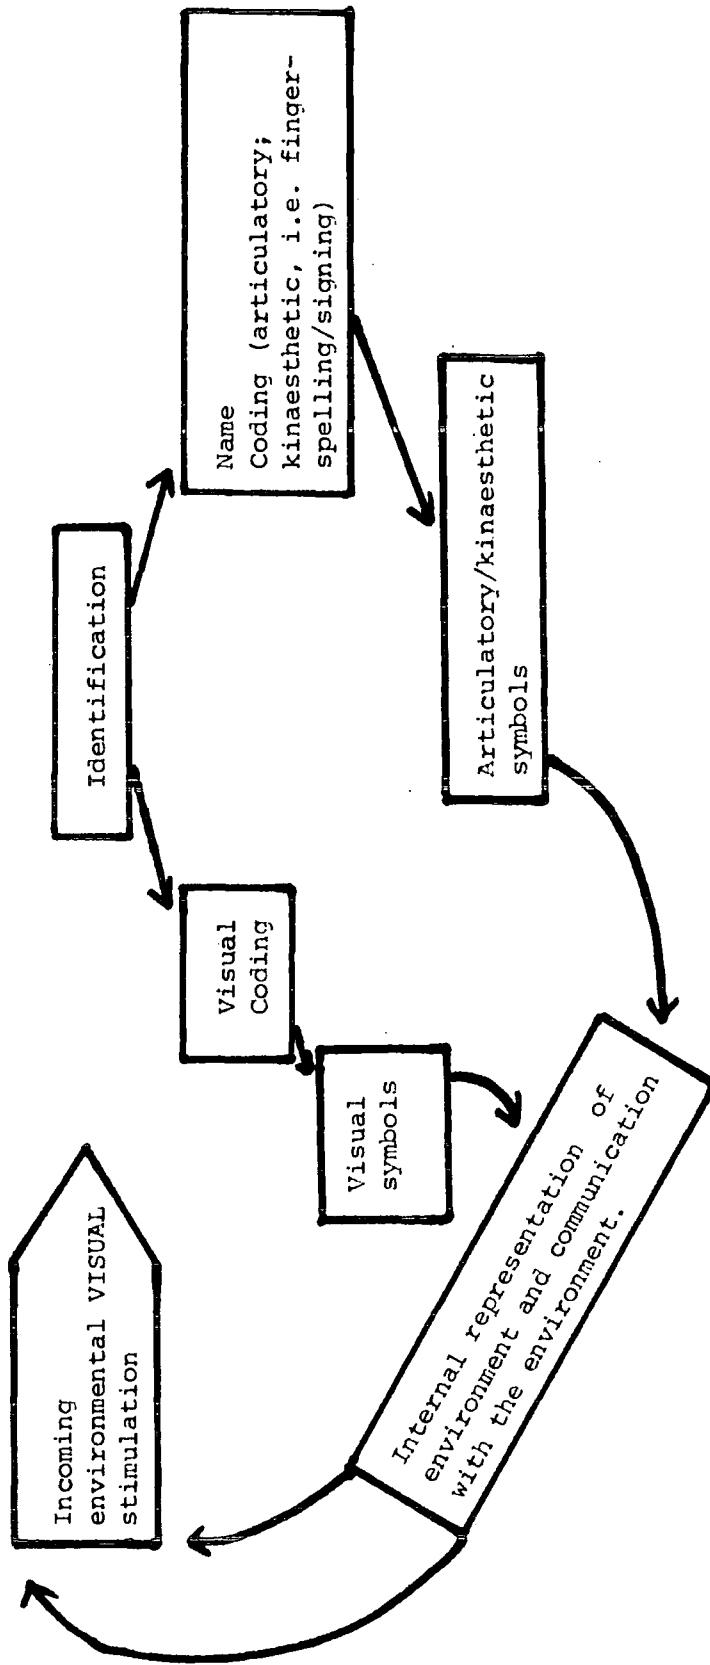 Incoming
environmental VISUAL
stimulation
Identification
Visual
Coding
Name
Coding (articulatory;
kinaesthetic, i.e. finger-
spelling/signing)
Visual
symbols
Articulatory/kinaesthetic
symbols
Internal representation of
environment and communication
with the environment.